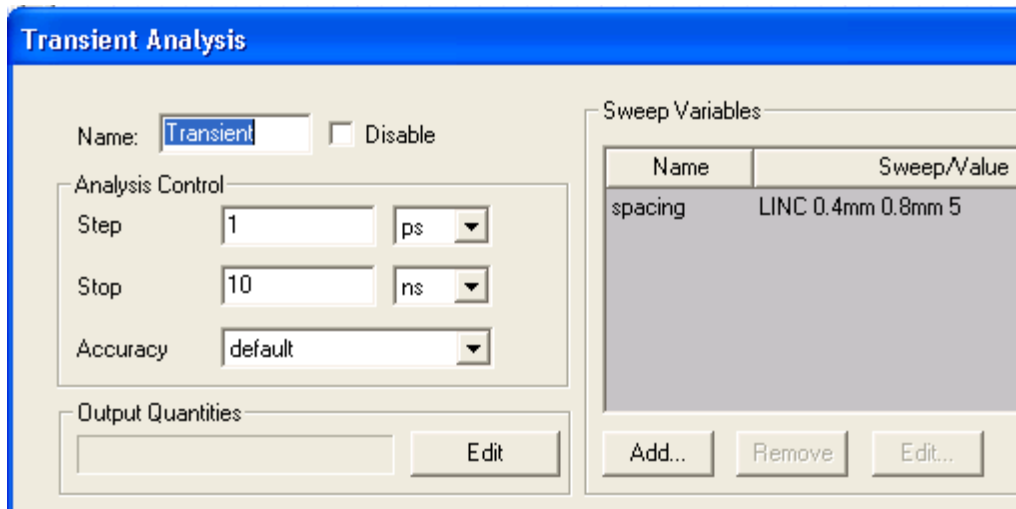 Transient Analysis
Name: Transient Disable
Analysis Control
Step 1 ps
Stop 10 ns
Accuracy default
Output Quantities
Edit
Sweep Variables
Name Sweep/Value
spacing LINC 0.4mm 0.8mm 5
Add... Remove Edit...